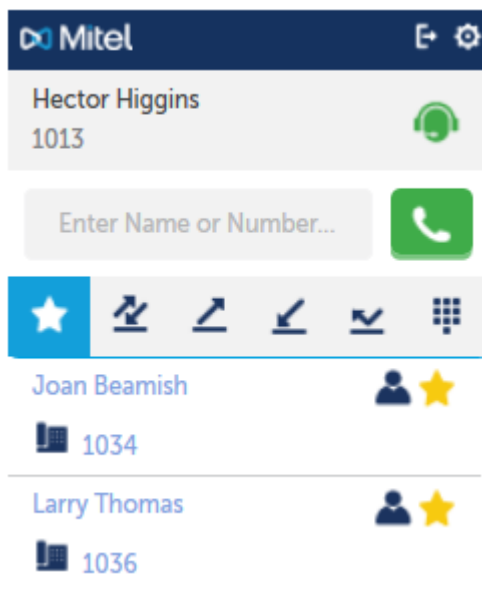 Mitel
Hector Higgins
1013
Enter Name or Number...
Joan Beamish
1034
Larry Thomas
1036